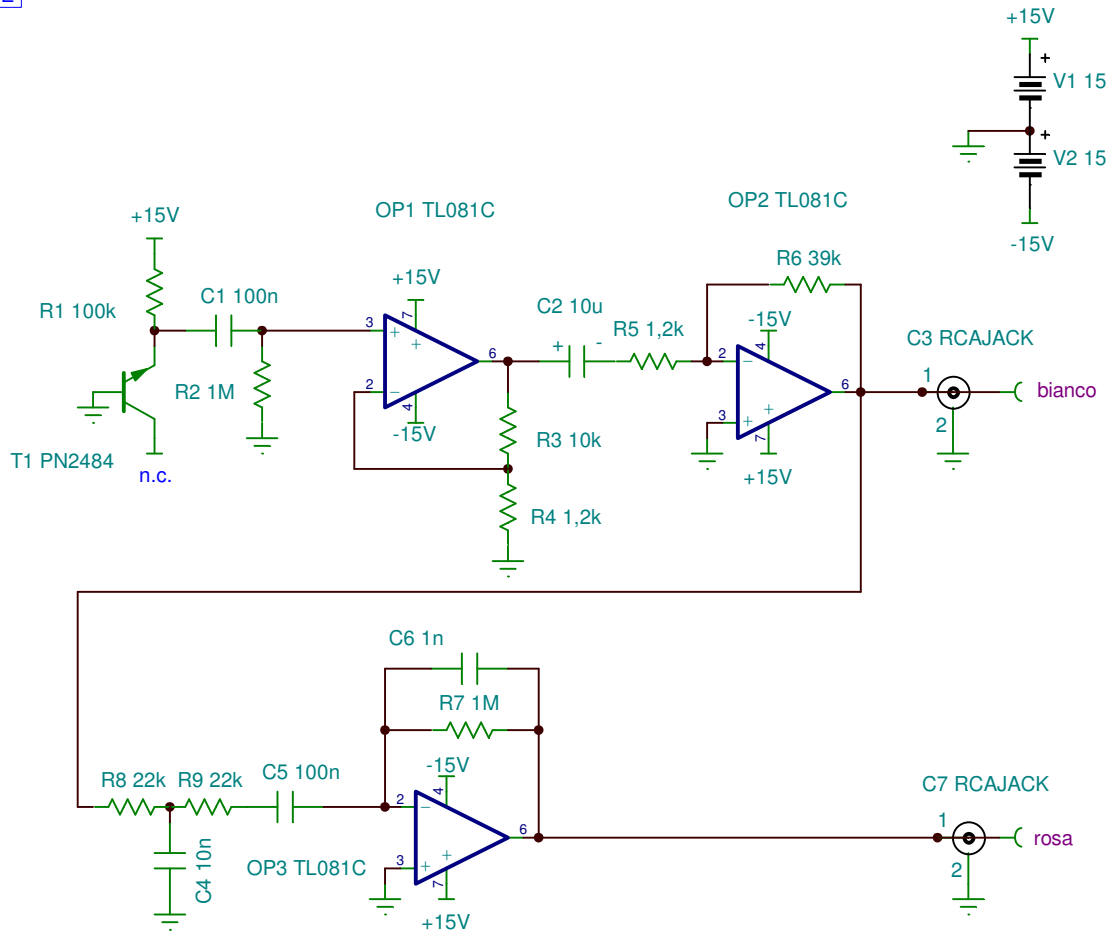 +15V
V1 15
V2 15
-15V
OP1 TL081C
OP2 TL081C
+15V
R1 100k
C1 100n
R2 1M
T1 PN2484
n.c.
+15V
3
7
2
4
6
-15V
C2 10u
+
-
R5 1,2k
R3 10k
R4 1,2k
R6 39k
-15V
2
4
3
7
6
+15V
C3 RCAJACK
1
2
bianco
C6 1n
R7 1M
R8 22k
R9 22k
C5 100n
C4 10n
-15V
2
4
3
7
6
OP3 TL081C
+15V
C7 RCAJACK
1
2
rosa